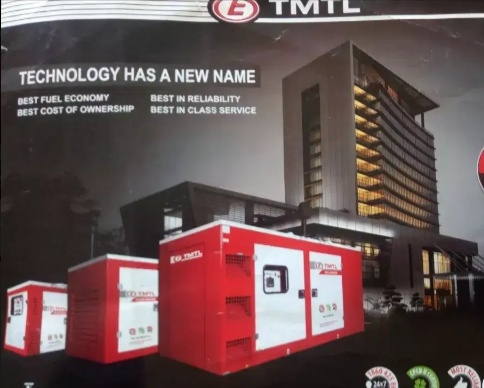 E TMTL
TECHNOLOGY HAS A NEW NAME
BEST FUEL ECONOMY
BEST IN RELIABILITY
BEST COST OF OWNERSHIP
BEST IN CLASS SERVICE
TMTL
TMTL
TMTL
24x7